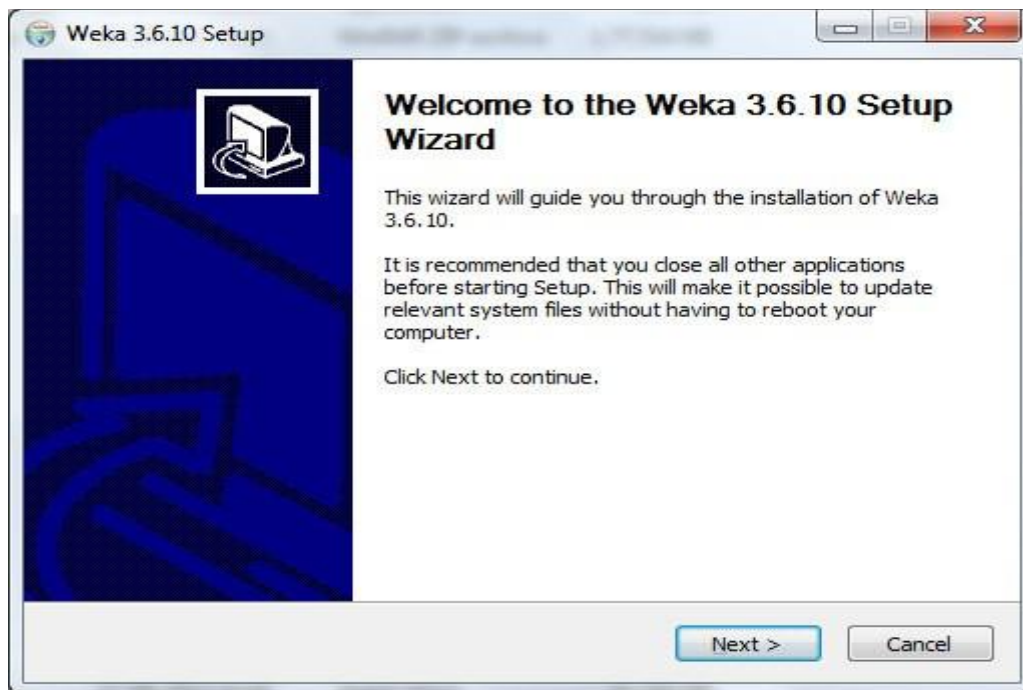 Weka 3.6.10 Setup
Welcome to the Weka 3.6.10 Setup
Wizard
This wizard will guide you through the installation of Weka
3.6.10.
It is recommended that you close all other applications
before starting Setup. This will make it possible to update
relevant system files without having to reboot your
computer.
Click Next to continue.
Next >
Cancel